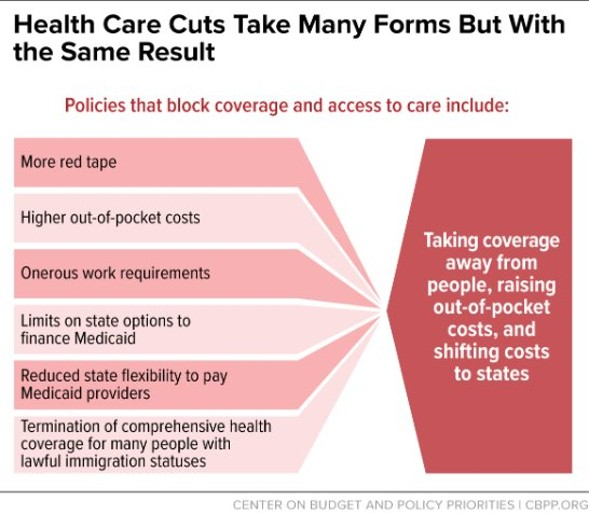 Health Care Cuts Take Many Forms But With
the Same Result
Policies that block coverage and access to care include:
More red tape
Higher out-of-pocket costs
Onerous work requirements
Limits on state options to
finance Medicaid
Reduced state flexibility to pay
Medicaid providers
Termination of comprehensive health
coverage for many people with
lawful immigration statuses
Taking coverage
away from
people, raising
out-of-pocket
costs, and
shifting costs
to states
CENTER ON BUDGET AND POLICY PRIORITIES | CBPP.ORG